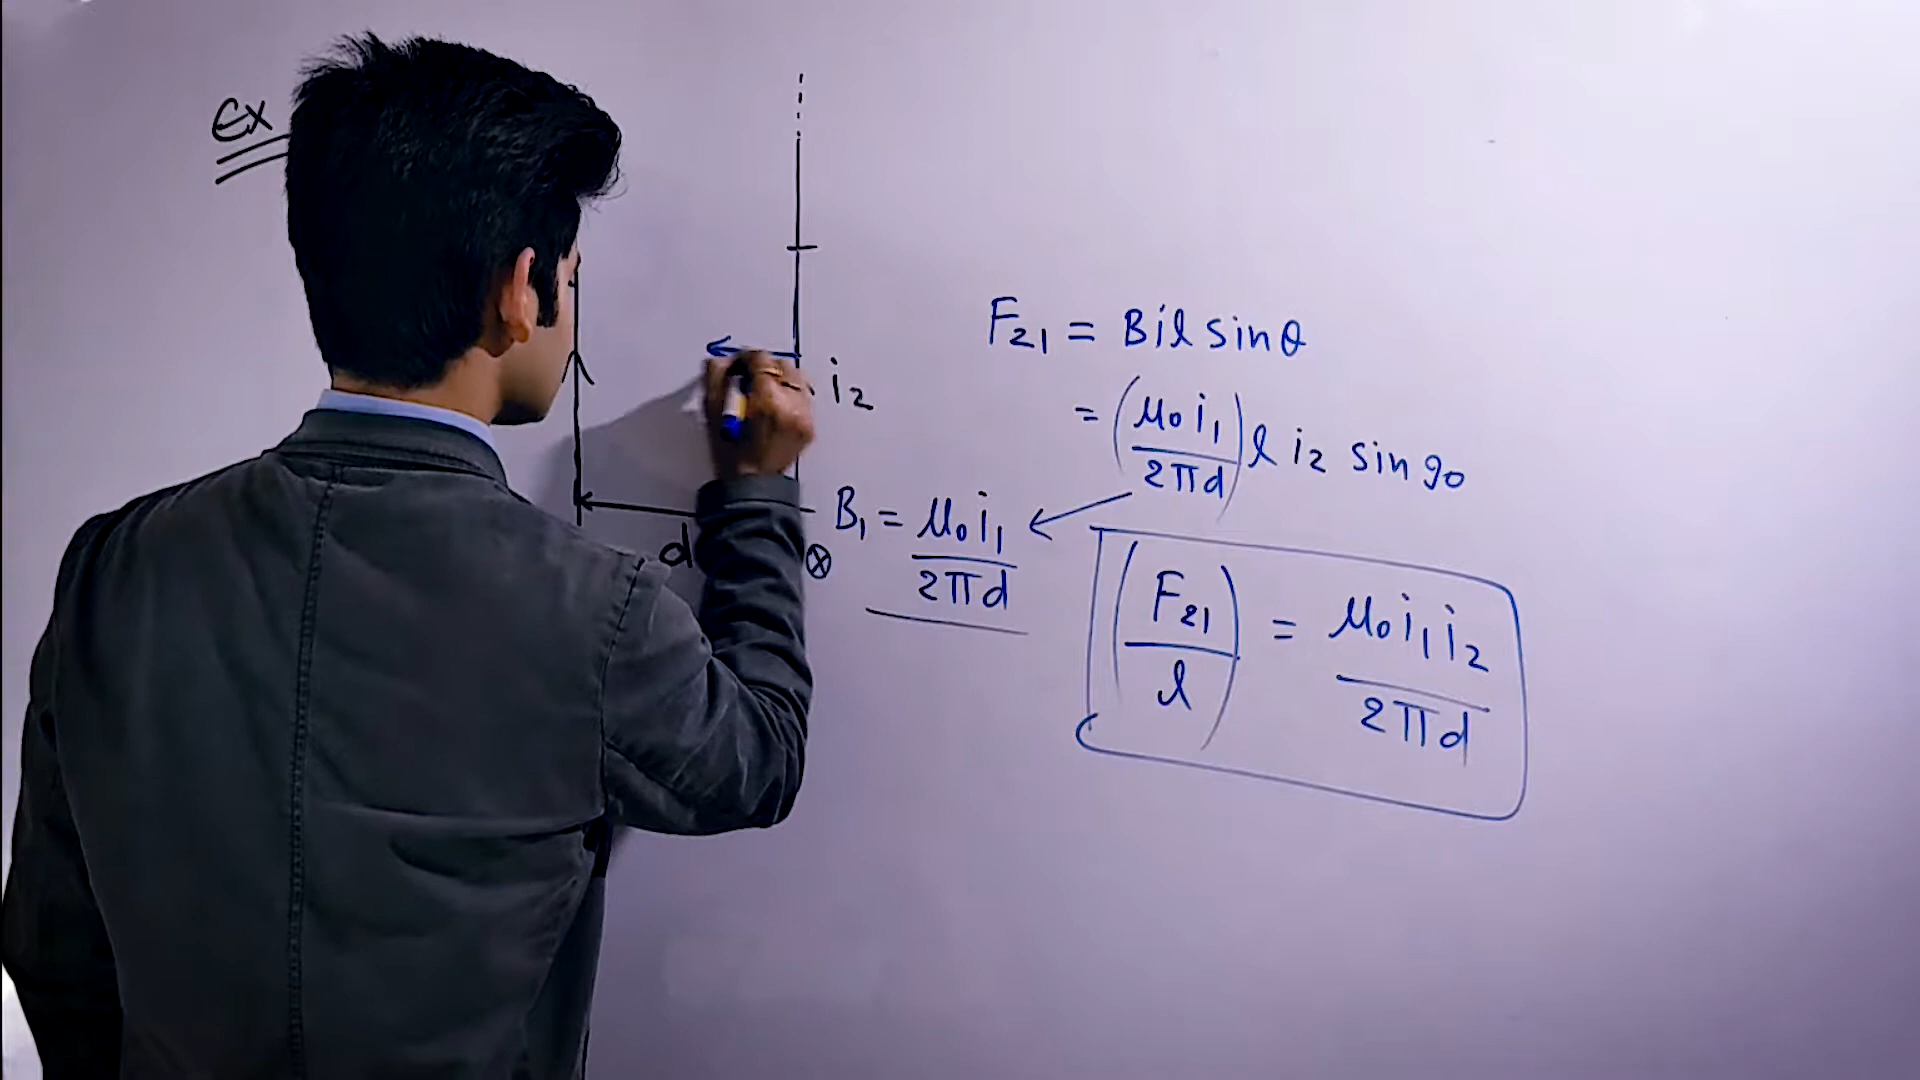 Ex
i₂
F₂₁ = Bil sinθ
= (μ₀i₁ / 2πd) l i₂ sin 90
B₁ = μ₀i₁ / 2πd
d
(F₂₁ / l) = μ₀i₁i₂ / 2πd